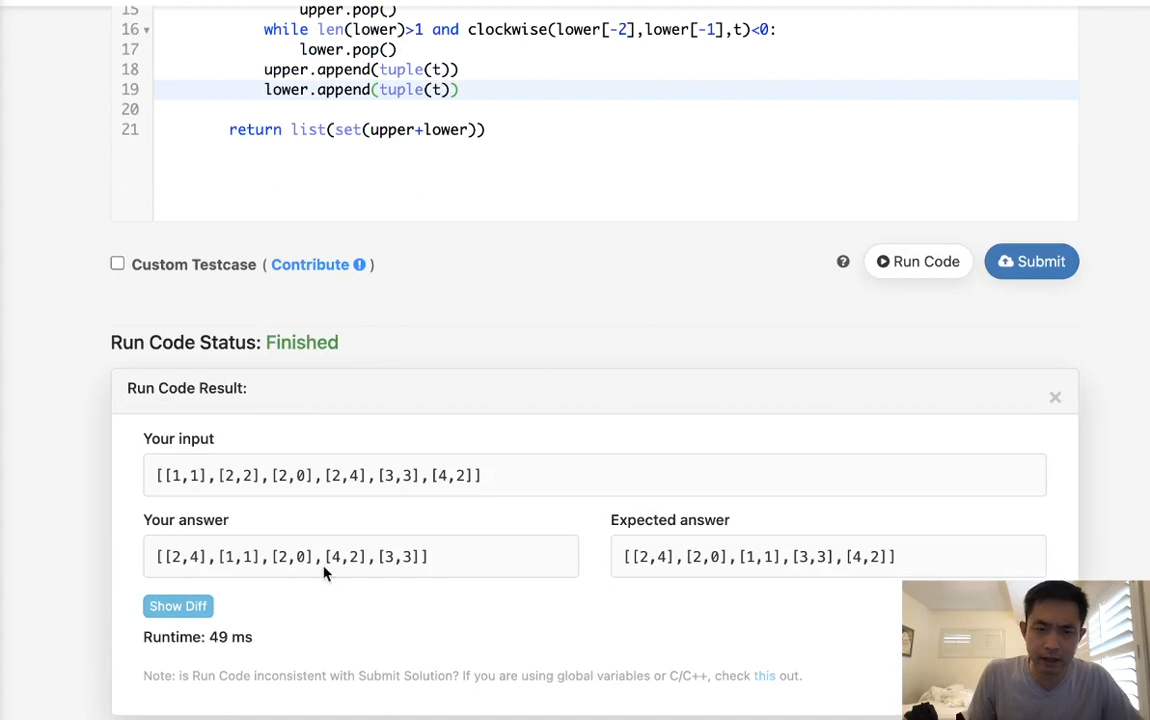 15 upper.pop()
16 while len(lower)>1 and clockwise(lower[-2],lower[-1],t)<0:
17 lower.pop()
18 upper.append(tuple(t))
19 lower.append(tuple(t))
20
21 return list(set(upper+lower))
Custom Testcase ( Contribute )
? Run Code Submit
Run Code Status: Finished
Run Code Result: ×
Your input
[[1,1],[2,2],[2,0],[2,4],[3,3],[4,2]]
Your answer Expected answer
[[2,4],[1,1],[2,0],[4,2],[3,3]] [[2,4],[2,0],[1,1],[3,3],[4,2]]
Show Diff
Runtime: 49 ms
Note: is Run Code inconsistent with Submit Solution? If you are using global variables or C/C++, check this out.